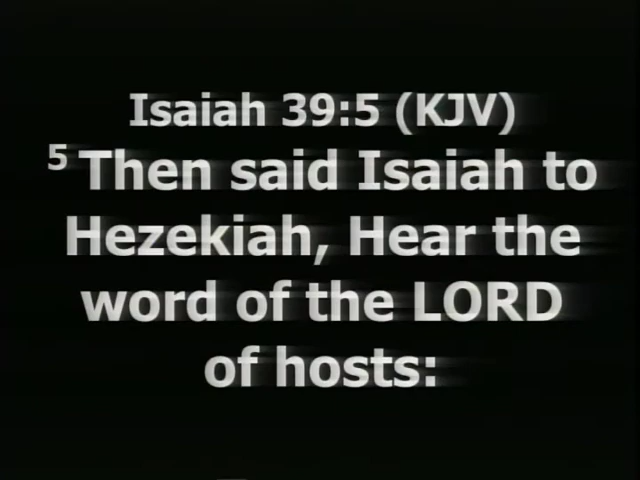 Isaiah 39:5 (KJV)
5 Then said Isaiah to
Hezekiah, Hear the
word of the LORD
of hosts: